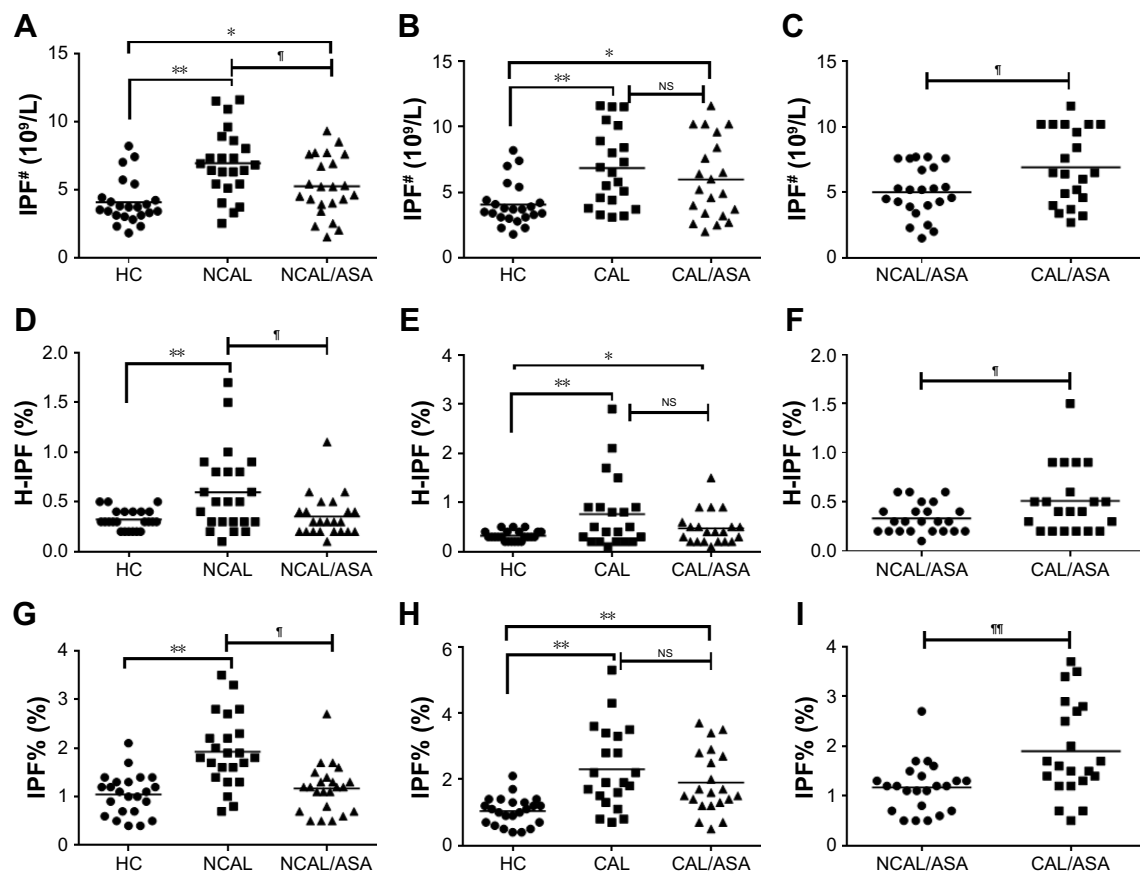 A
B
C
IPF# (10⁹/L)
15
10
5
0
*
**
¶
HC
NCAL
NCAL/ASA
IPF# (10⁹/L)
15
10
5
0
*
**
NS
HC
CAL
CAL/ASA
IPF# (10⁹/L)
15
10
5
0
¶
NCAL/ASA
CAL/ASA
D
E
F
H-IPF (%)
2.0
1.5
1.0
0.5
0.0
**
¶
HC
NCAL
NCAL/ASA
H-IPF (%)
4
3
2
1
0
*
**
NS
HC
CAL
CAL/ASA
H-IPF (%)
2.0
1.5
1.0
0.5
0.0
¶
NCAL/ASA
CAL/ASA
G
H
I
IPF% (%)
4
3
2
1
0
**
¶
HC
NCAL
NCAL/ASA
IPF% (%)
6
4
2
0
**
**
NS
HC
CAL
CAL/ASA
IPF% (%)
4
3
2
1
0
¶¶
NCAL/ASA
CAL/ASA